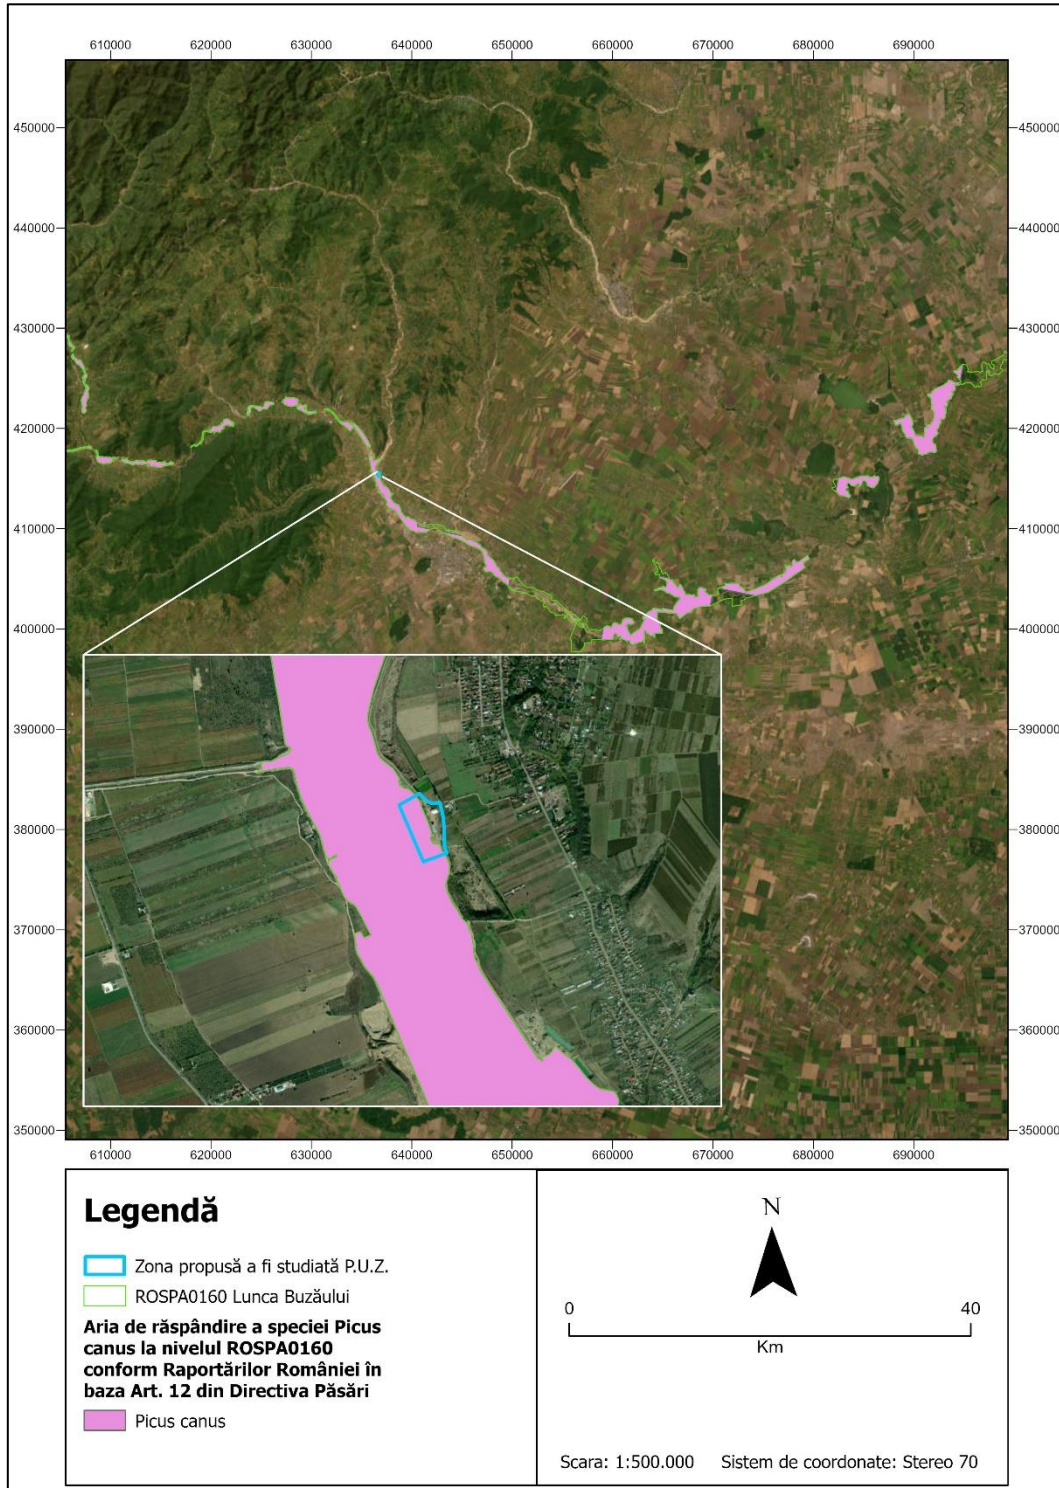 610000 620000 630000 640000 650000 660000 670000 680000 690000
450000 450000
440000 440000
430000 430000
420000 420000
410000 410000
400000 400000
390000 390000
380000 380000
370000 370000
360000 360000
350000 350000
610000 620000 630000 640000 650000 660000 670000 680000 690000
Legendă
Zona propusă a fi studiată P.U.Z.
ROSPA0160 Lunca Buzăului
Aria de răspândire a speciei Picus
canus la nivelul ROSPA0160
conform Raportărilor României în
baza Art. 12 din Directiva Păsări
Picus canus
N
0 40
Km
Scara: 1:500.000 Sistem de coordonate: Stereo 70